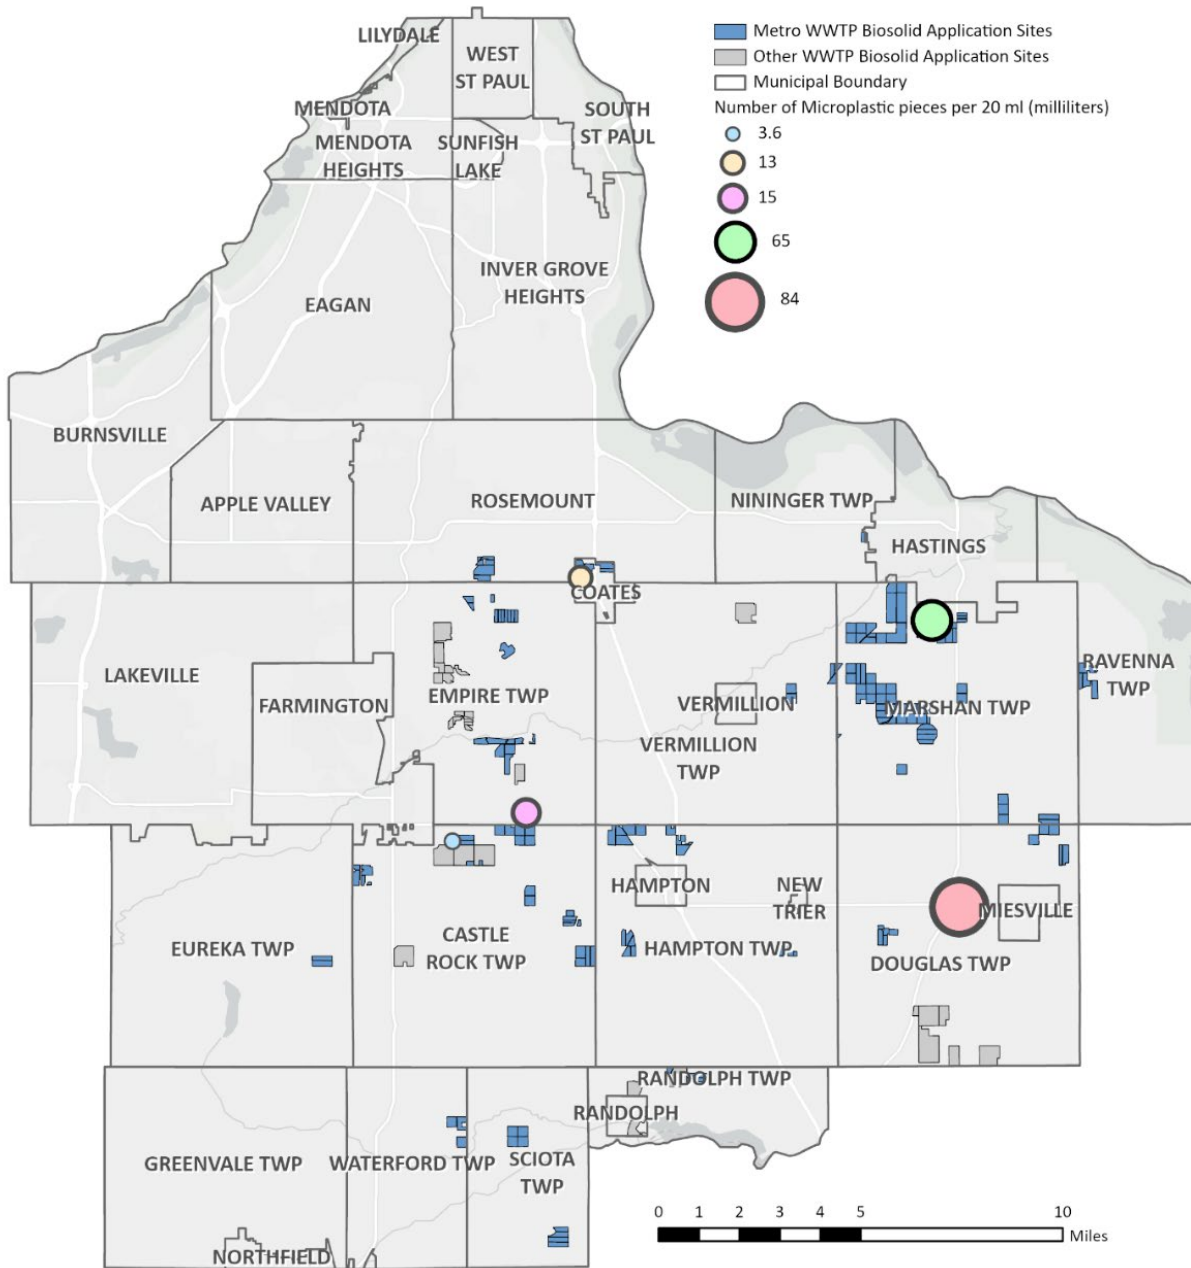 LILYDALE
WEST
ST PAUL
MENDOTA
MENDOTA
HEIGHTS
SUNFISH
LAKE
SOUTH
ST PAUL
Metro WWTP Biosolid Application Sites
Other WWTP Biosolid Application Sites
Municipal Boundary
Number of Microplastic pieces per 20 ml (milliliters)
3.6
13
15
65
84
INVER GROVE
HEIGHTS
EAGAN
BURNSVILLE
APPLE VALLEY
ROSEMOUNT
NININGER TWP
HASTINGS
COATES
LAKEVILLE
FARMINGTON
EMPIRE TWP
VERMILLION
VERMILLION
TWP
MARSHAN TWP
RAVENNA
TWP
EUREKA TWP
CASTLE
ROCK TWP
HAMPTON
HAMPTON TWP
NEW
TRIER
MIESVILLE
DOUGLAS TWP
RANDOLPH TWP
RANDOLPH
GREENVALE TWP
WATERFORD TWP
SCIOTA
TWP
NORTHFIELD
0 1 2 3 4 5 10
Miles